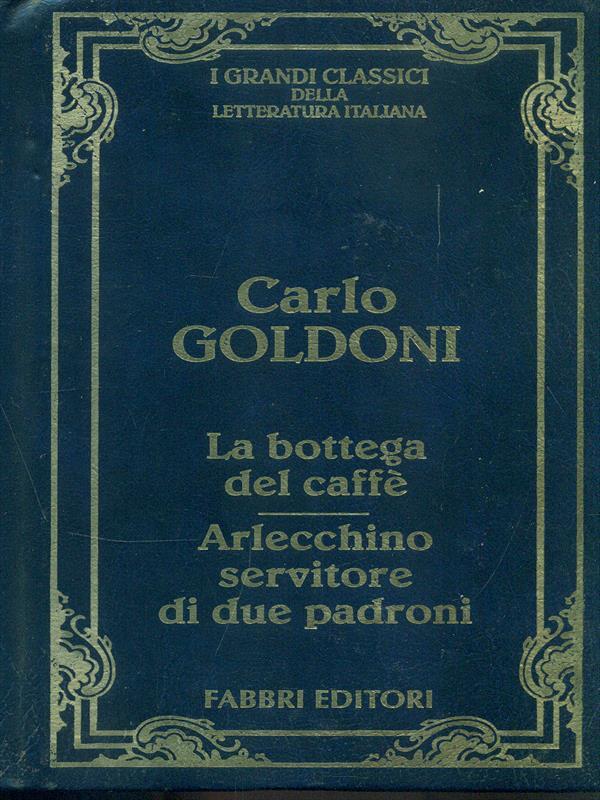 I GRANDI CLASSICI
DELLA
LETTERATURA ITALIANA
Carlo
GOLDONI
La bottega
del caffè
Arlecchino
servitore
di due padroni
FABBRI EDITORI